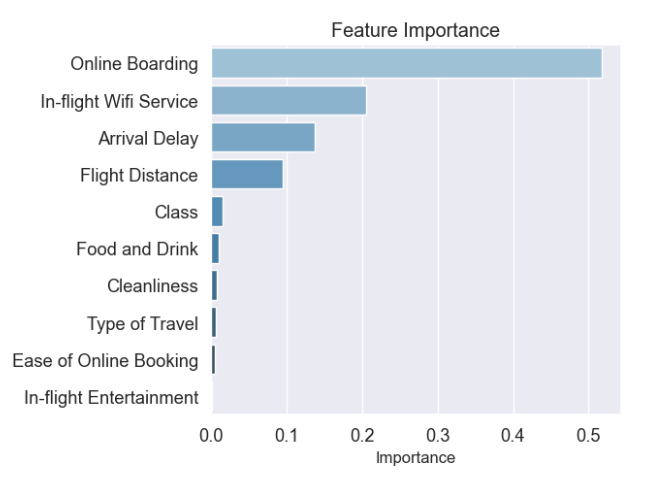 Feature Importance
Online Boarding
In-flight Wifi Service
Arrival Delay
Flight Distance
Class
Food and Drink
Cleanliness
Type of Travel
Ease of Online Booking
In-flight Entertainment
0.0 0.1 0.2 0.3 0.4 0.5
Importance